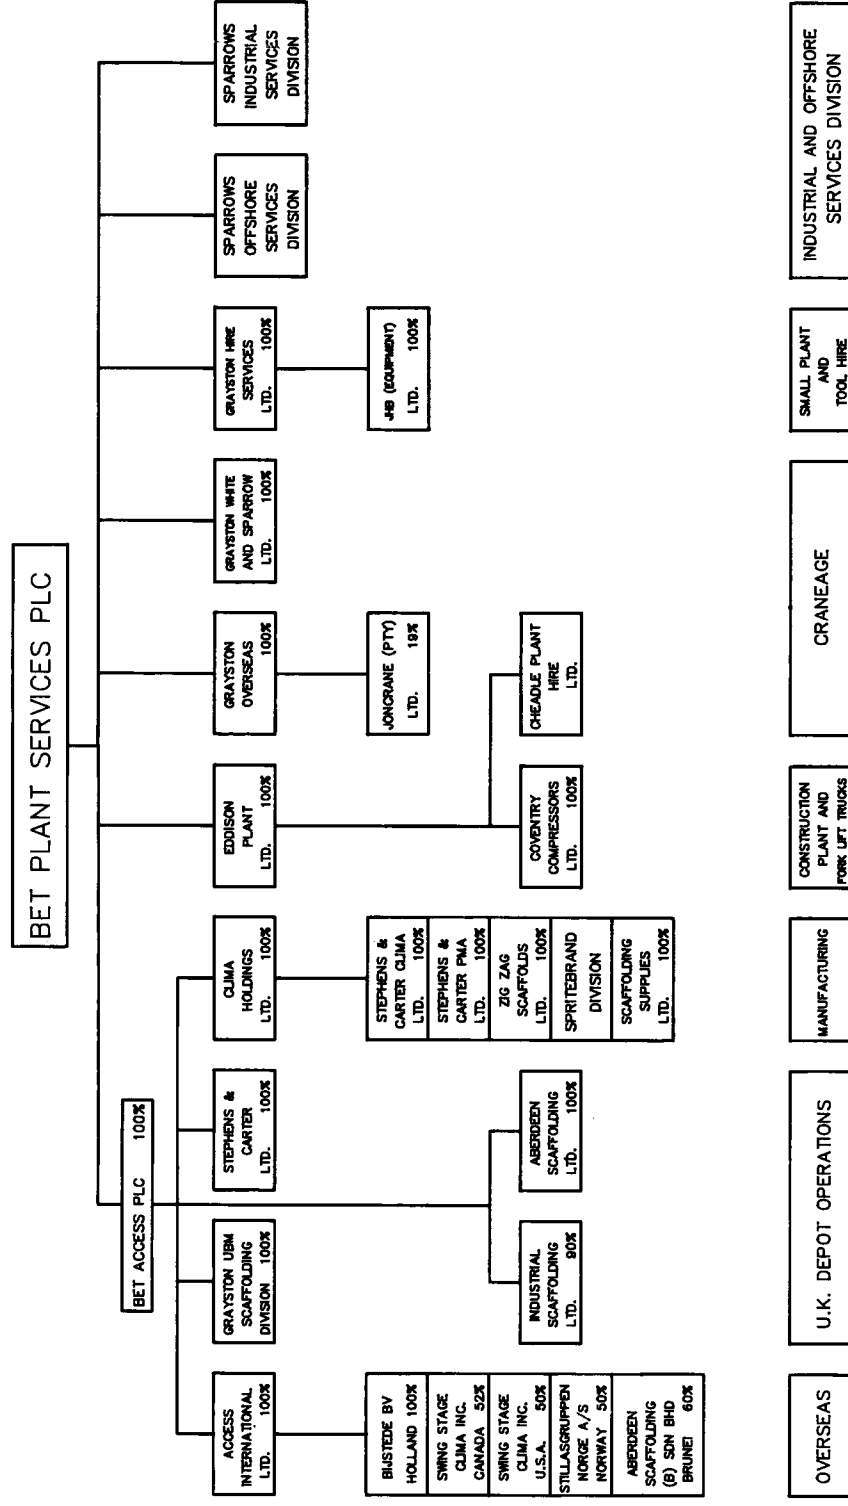 BET PLANT SERVICES PLC
BET ACCESS PLC 100%
ACCESS
INTERNATIONAL
LTD. 100%
GRAYSTON UBM
SCAFFOLDING
DIVISION 100%
STEPHENS &
CARTER
LTD. 100%
CLIMA
HOLDINGS
LTD. 100%
EDDISON
PLANT
LTD. 100%
GRAYSTON
OVERSEAS
100%
GRAYSTON WHITE
AND SPARROW
LTD. 100%
GRAYSTON HIRE
SERVICES
LTD. 100%
SPARROWS
OFFSHORE
SERVICES
DIVISION
SPARROWS
INDUSTRIAL
SERVICES
DIVISION
BIJSTEDE BV
HOLLAND 100%
SWING STAGE
CLIMA INC.
CANADA 52%
SWING STAGE
CLIMA INC.
U.S.A. 50%
STILLASGRUPPEN
NORGE A/S
NORWAY 50%
ABERDEEN
SCAFFOLDING
(B) SDN BHD
BRUNEI 60%
STEPHENS &
CARTER CLIMA
LTD. 100%
STEPHENS &
CARTER PMA
LTD. 100%
ZIG ZAG
SCAFFOLDS
LTD. 100%
SPRITEBRAND
DIVISION
SCAFFOLDING
SUPPLIES
LTD. 100%
JONCRANE (PTY)
LTD. 19%
JHB (EQUIPMENT)
LTD. 100%
INDUSTRIAL
SCAFFOLDING
LTD. 90%
ABERDEEN
SCAFFOLDING
LTD. 100%
COVENTRY
COMPRESSORS
LTD. 100%
CHEADLE PLANT
HIRE
LTD.
OVERSEAS
U.K. DEPOT OPERATIONS
MANUFACTURING
CONSTRUCTION
PLANT AND
FORK LIFT TRUCKS
CRANEAGE
SMALL PLANT
AND
TOOL HIRE
INDUSTRIAL AND OFFSHORE
SERVICES DIVISION